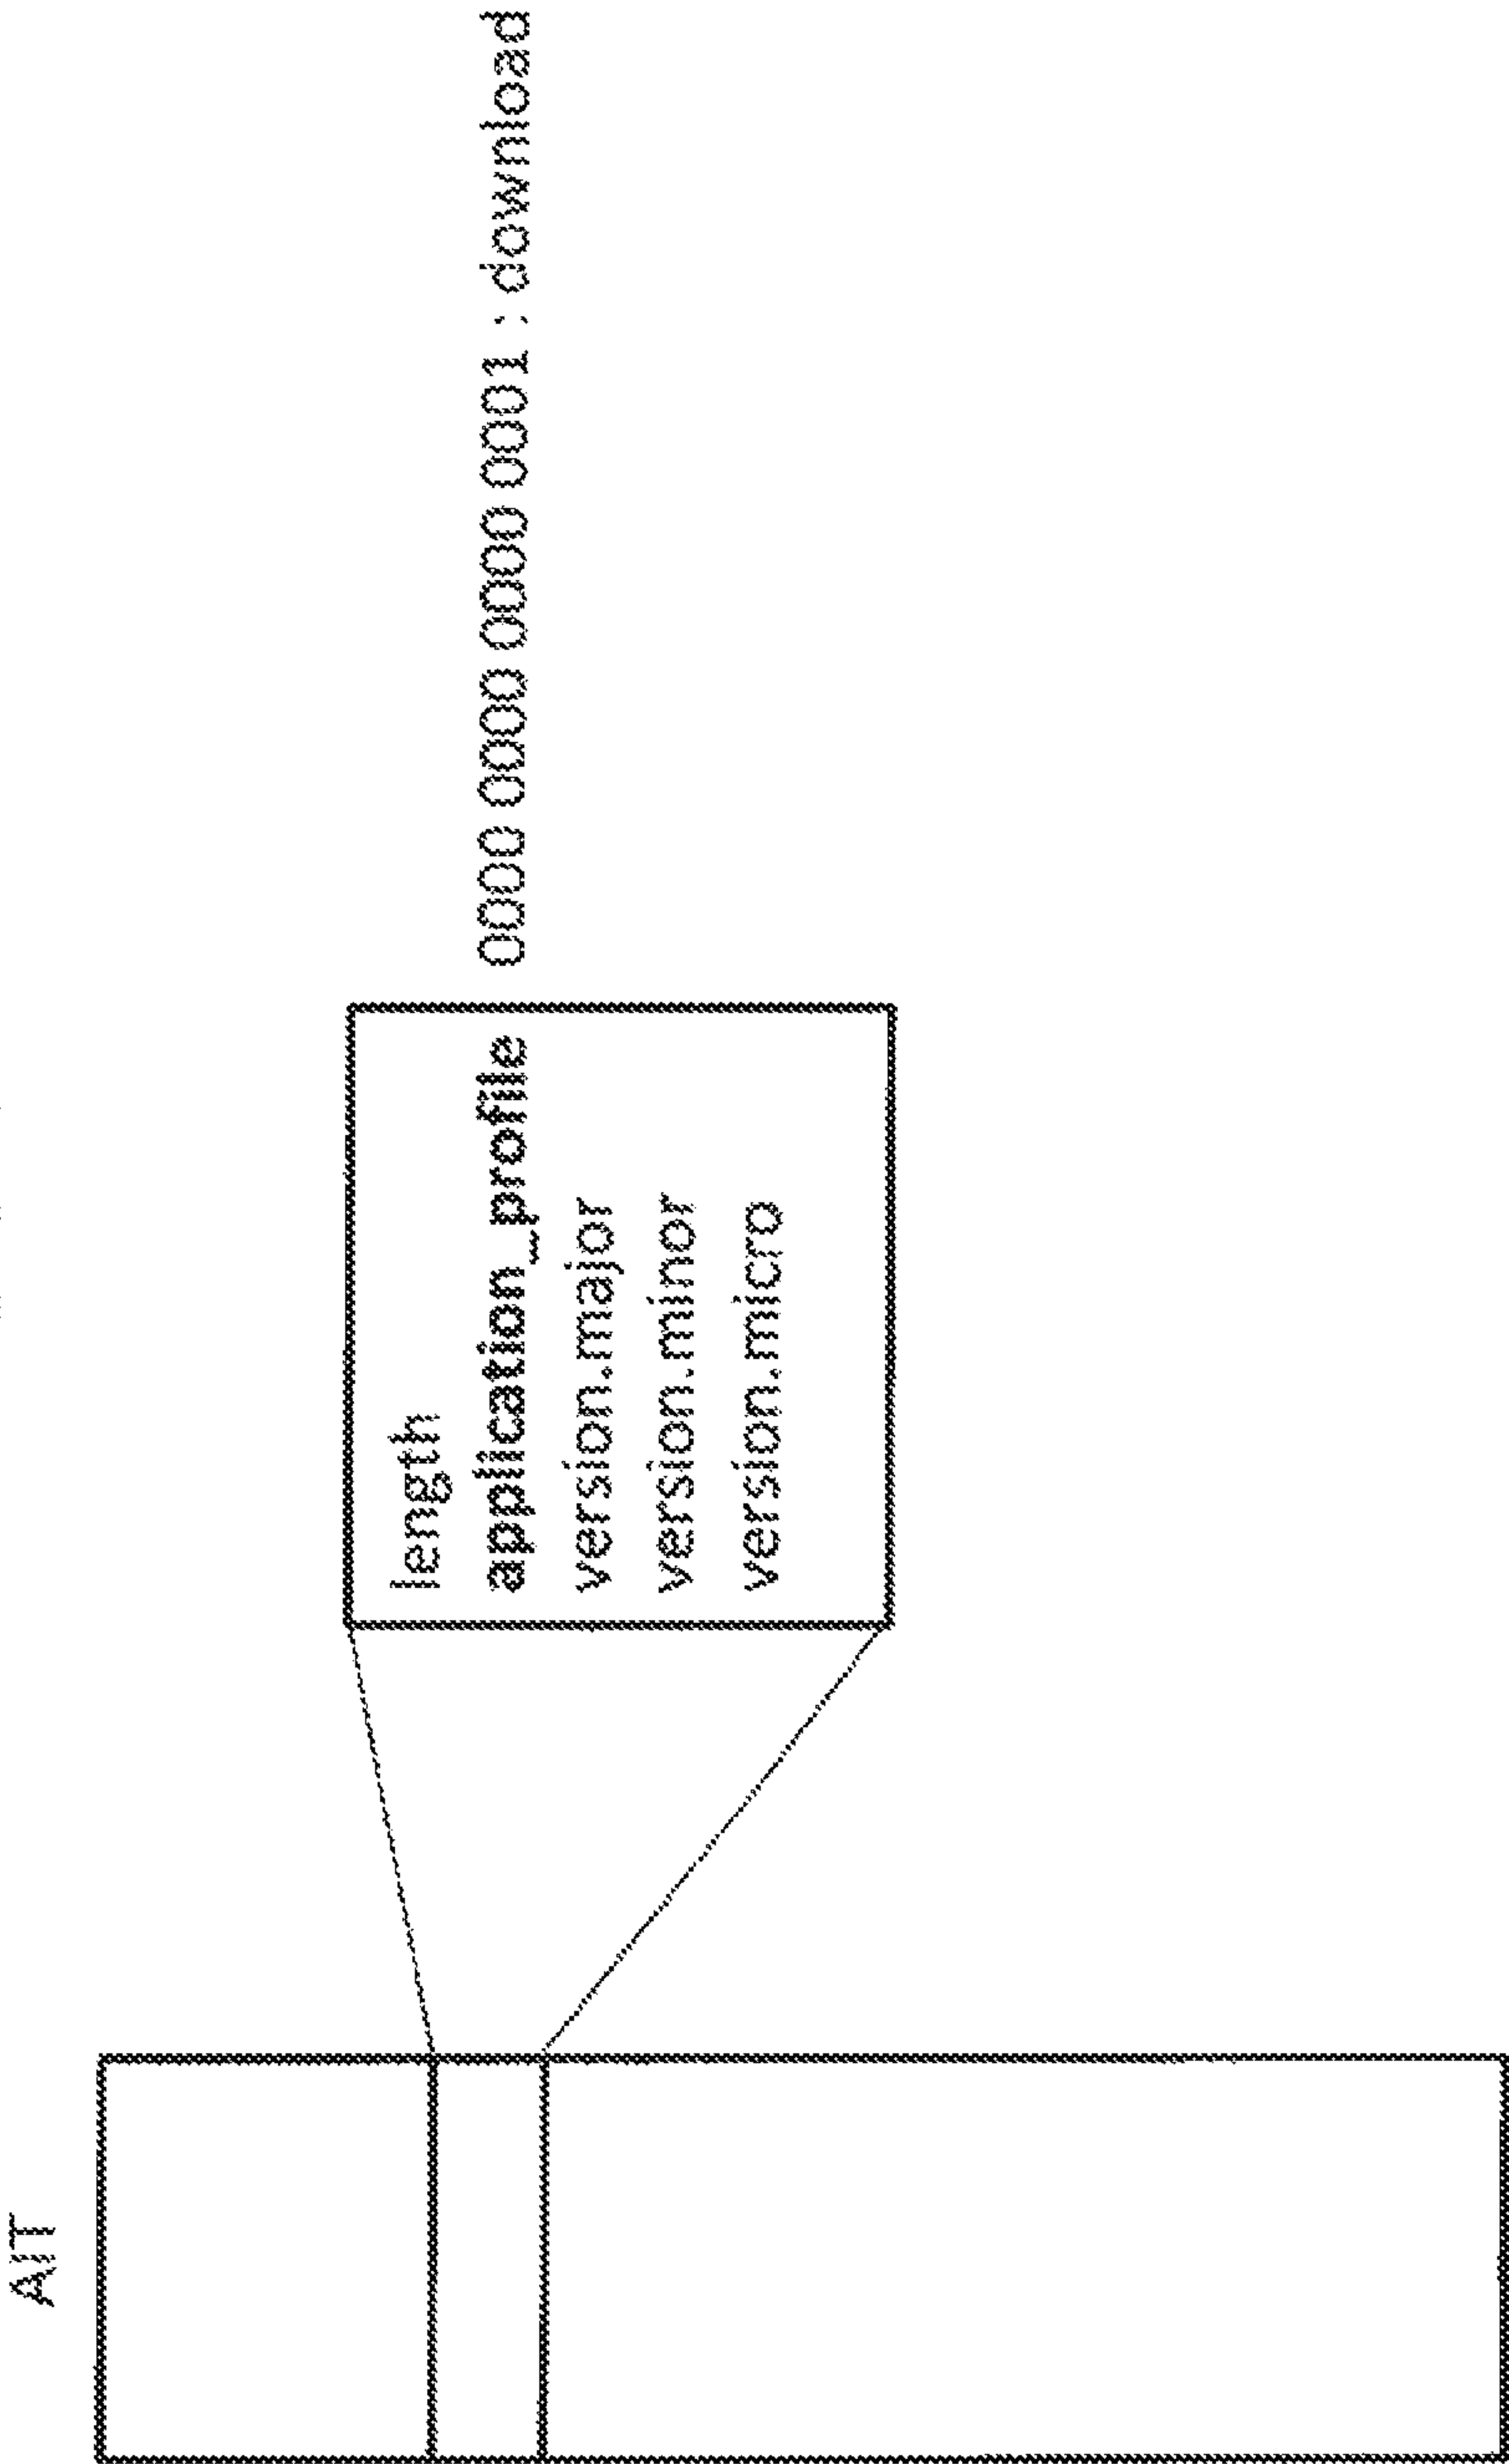 AIT
length
application_profile 0000 0000 0000 0001 : download
version.major
version.minor
version.micro